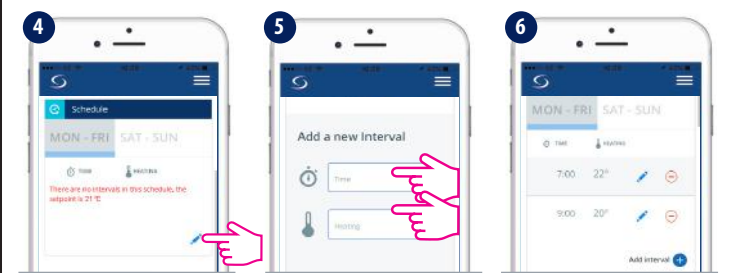 4
Schedule
MON - FRI SAT - SUN
TIME HEATING
There are no intervals in this schedule, the
setpoint is 21 °C
5
Add a new Interval
Time
Heating
6
MON - FRI SAT - SUN
TIME HEATING
7:00 22°
9:00 20°
Add interval